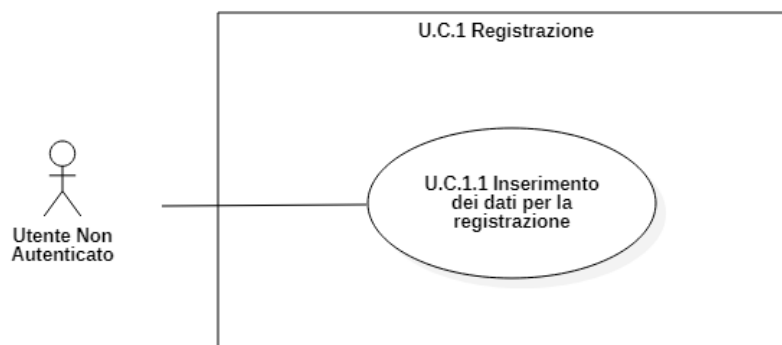 U.C.1 Registrazione
U.C.1.1 Inserimento
dei dati per la
registrazione
Utente Non
Autenticato